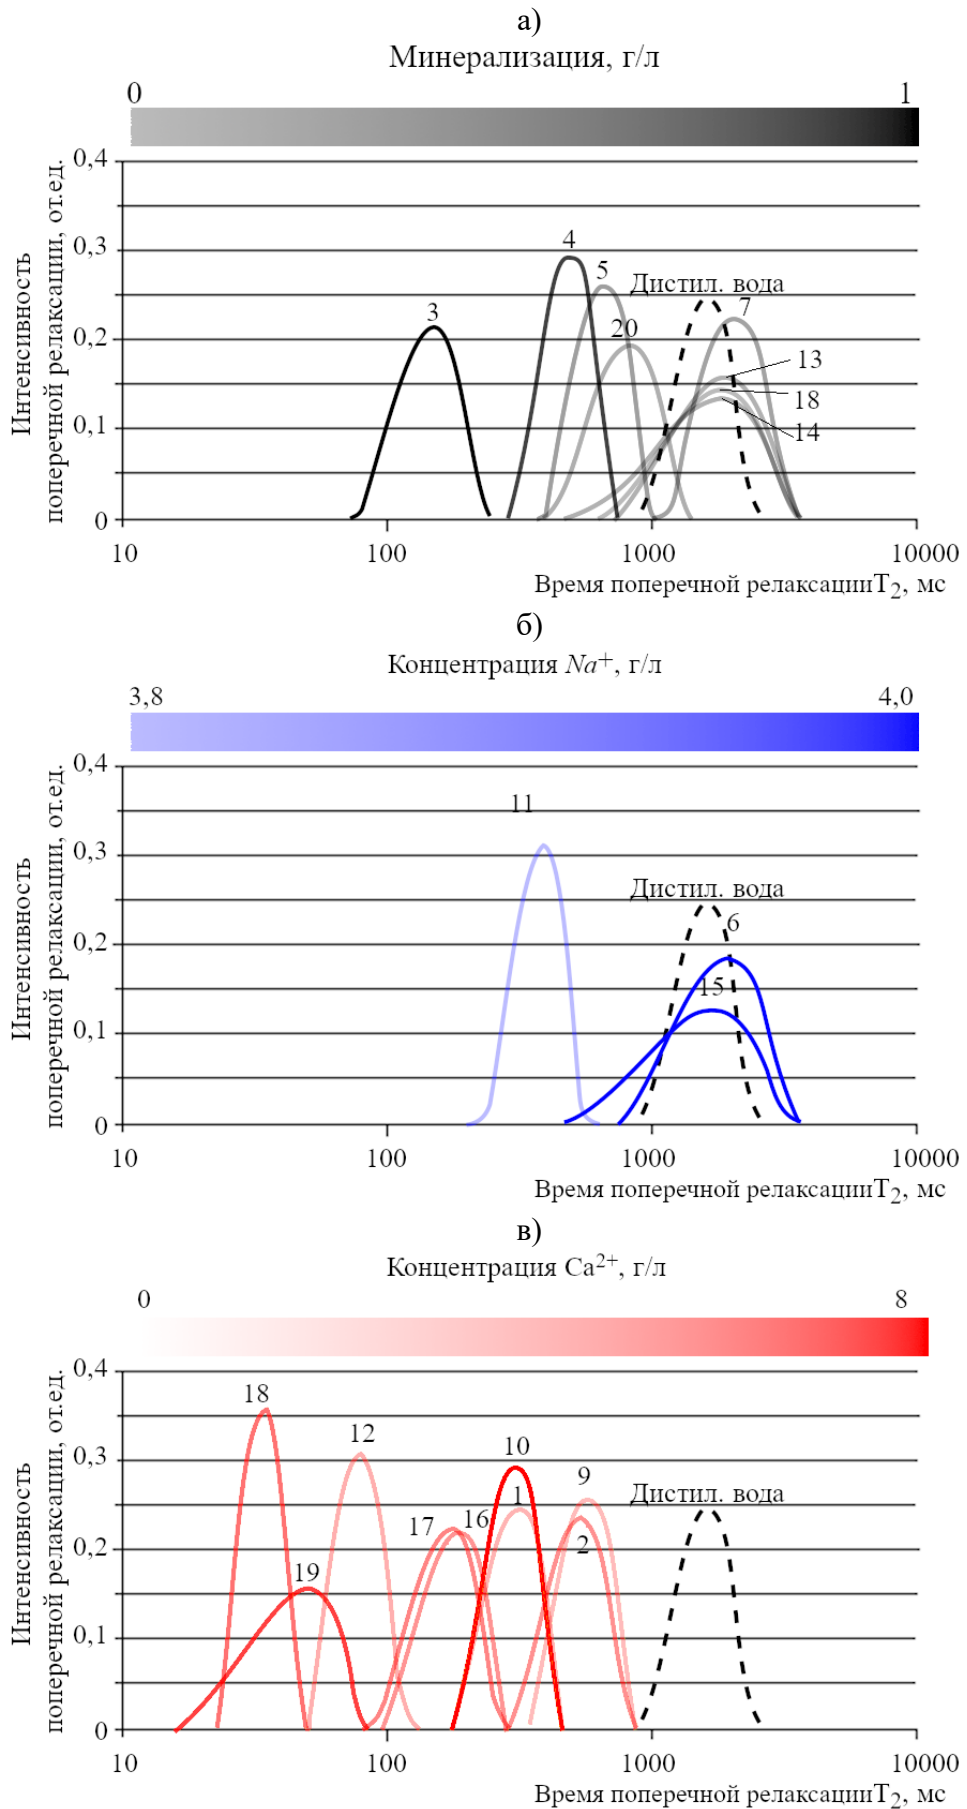 а)
Минерализация, г/л
0 1
Интенсивность
поперечной релаксации, от.ед.
0,4
0,3
0,2
0,1
0
3
4
5
20
Дистил. вода
7
13
18
14
10 100 1000 10000
Время поперечной релаксацииT2, мс
б)
Концентрация Na+, г/л
3,8 4,0
Интенсивность
поперечной релаксации, от.ед.
0,4
0,3
0,2
0,1
0
11
Дистил. вода
6
15
10 100 1000 10000
Время поперечной релаксацииT2, мс
в)
Концентрация Ca2+, г/л
0 8
Интенсивность
поперечной релаксации, от.ед.
0,4
0,3
0,2
0,1
0
18
12
10
9
1
Дистил. вода
17
16
2
19
10 100 1000 10000
Время поперечной релаксацииT2, мс